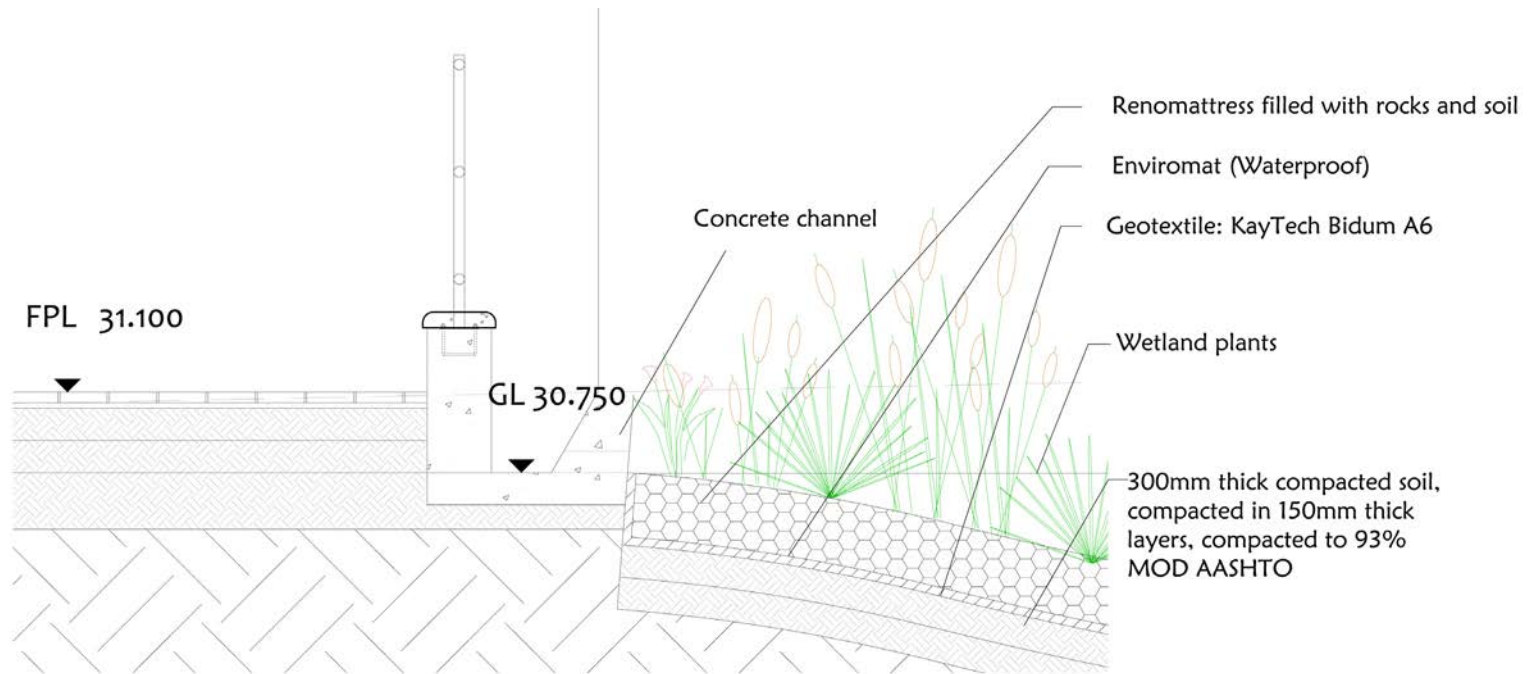 Renomattress filled with rocks and soil
Enviromat (Waterproof)
Concrete channel
Geotextile: KayTech Bidum A6
FPL 31.100
Wetland plants
GL 30.750
300mm thick compacted soil,
compacted in 150mm thick
layers, compacted to 93%
MOD AASHTO